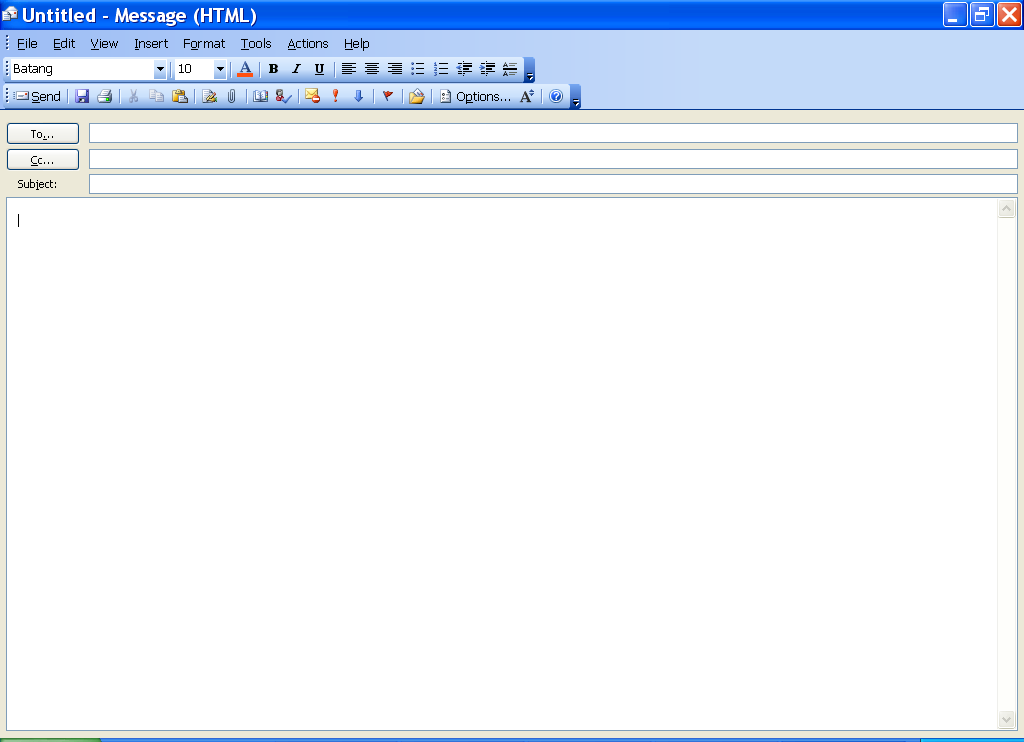 Untitled - Message (HTML)
File Edit View Insert Format Tools Actions Help
Batang 10 A B I U
Send Options... A
To...
Cc...
Subject: